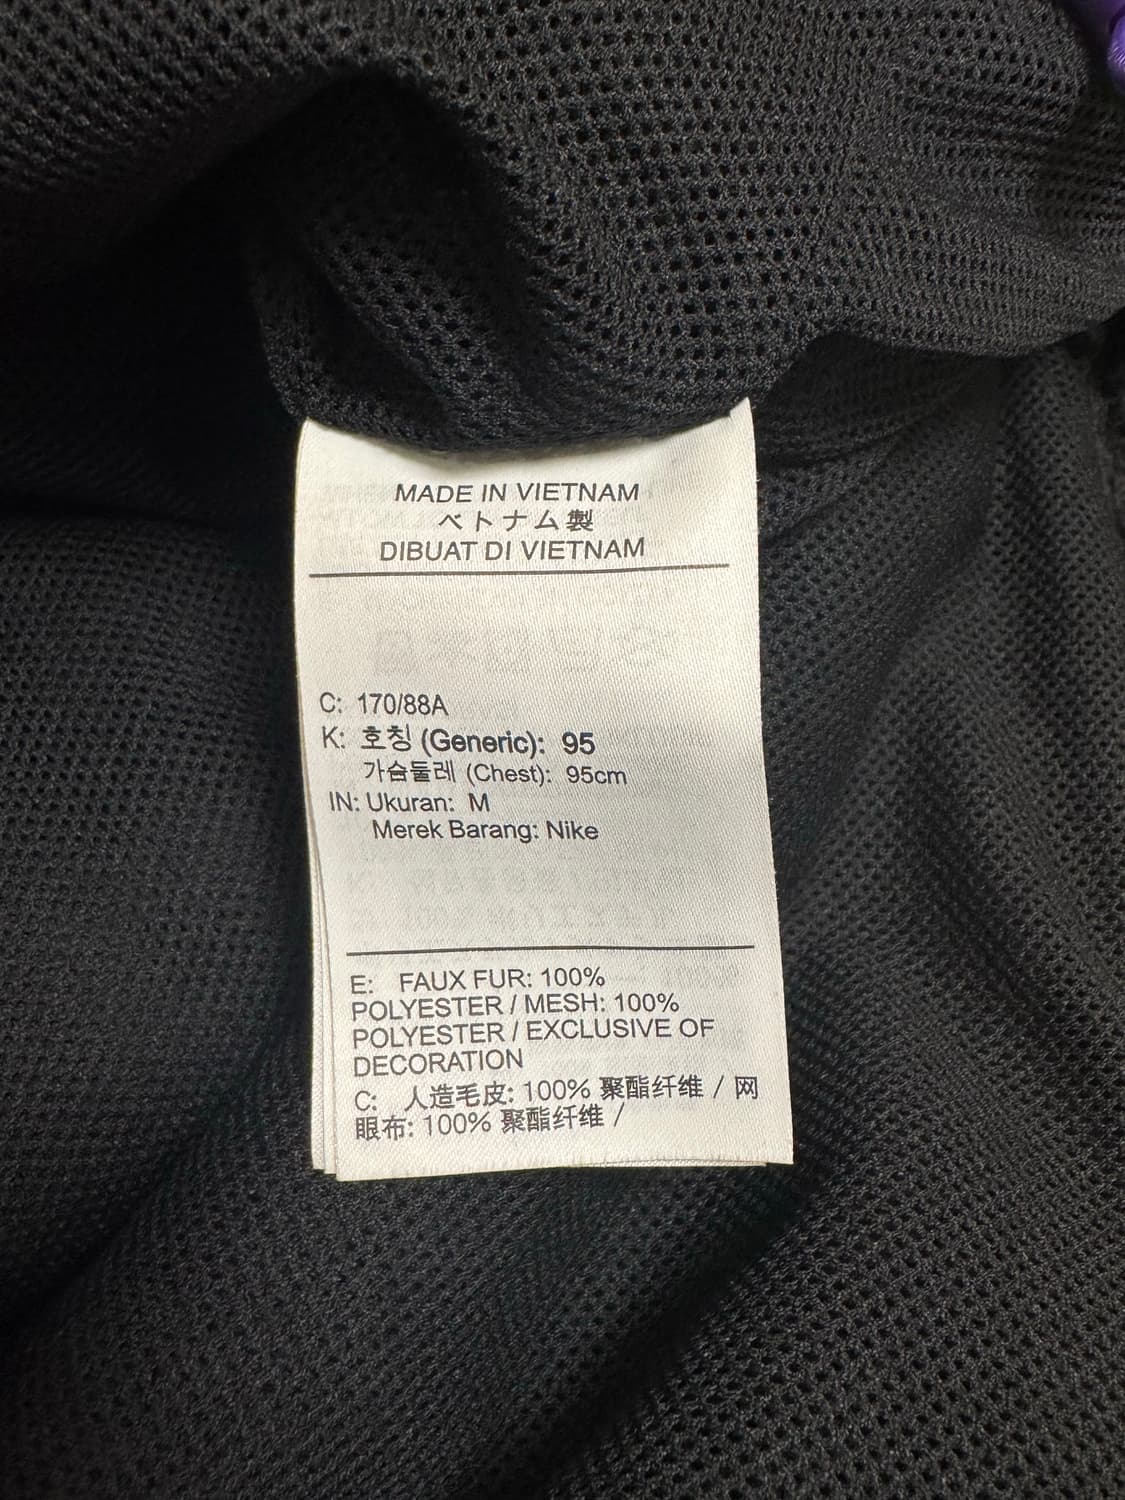 MADE IN VIETNAM
ベトナム製
DIBUAT DI VIETNAM
C: 170/88A
K: 호칭 (Generic): 95
가슴둘레 (Chest): 95cm
IN: Ukuran: M
Merek Barang: Nike
E: FAUX FUR: 100%
POLYESTER / MESH: 100%
POLYESTER / EXCLUSIVE OF
DECORATION
C: 人造毛皮: 100% 聚酯纤维 / 网
眼布: 100% 聚酯纤维 /